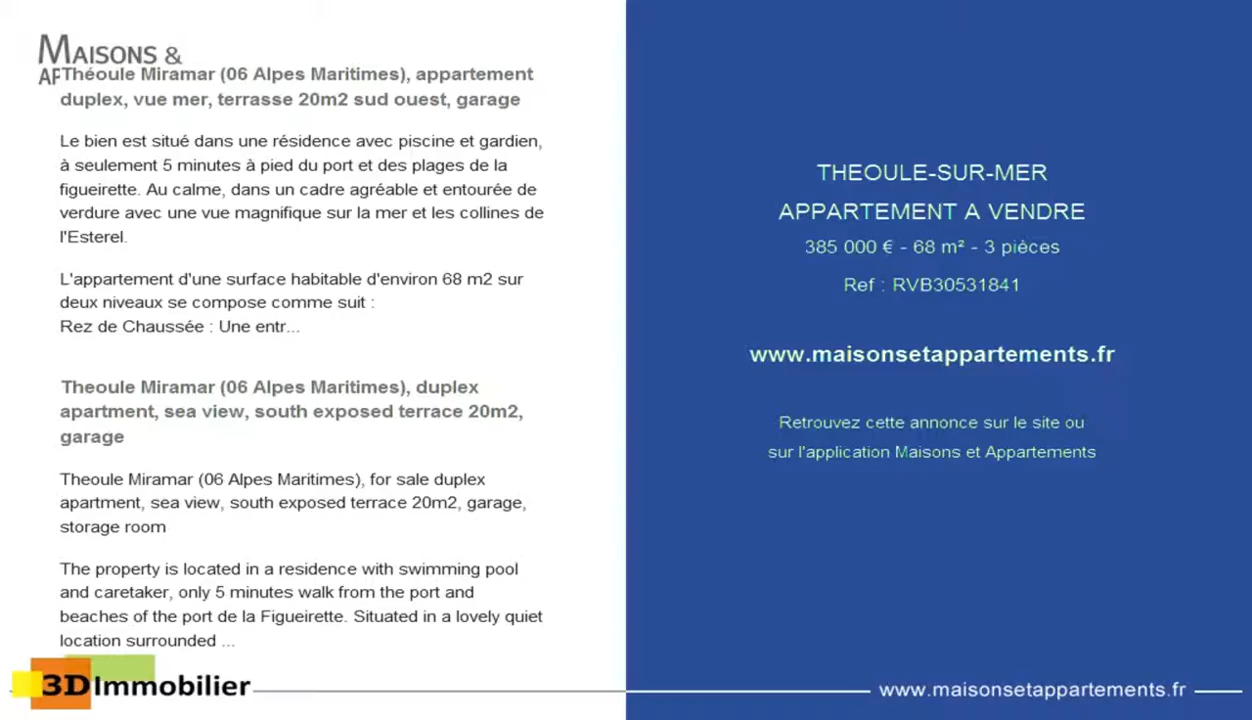 MAISONS &
AP
Théoule Miramar (06 Alpes Maritimes), appartement
duplex, vue mer, terrasse 20m2 sud ouest, garage
Le bien est situé dans une résidence avec piscine et gardien,
à seulement 5 minutes à pied du port et des plages de la
figueirette. Au calme, dans un cadre agréable et entourée de
verdure avec une vue magnifique sur la mer et les collines de
l'Esterel.
L'appartement d'une surface habitable d'environ 68 m2 sur
deux niveaux se compose comme suit :
Rez de Chaussée : Une entr...
Theoule Miramar (06 Alpes Maritimes), duplex
apartment, sea view, south exposed terrace 20m2,
garage
Theoule Miramar (06 Alpes Maritimes), for sale duplex
apartment, sea view, south exposed terrace 20m2, garage,
storage room
The property is located in a residence with swimming pool
and caretaker, only 5 minutes walk from the port and
beaches of the port de la Figueirette. Situated in a lovely quiet
location surrounded ...
3D Immobilier
THEOULE-SUR-MER
APPARTEMENT A VENDRE
385 000 € - 68 m² - 3 pièces
Ref : RVB30531841
www.maisonsetappartements.fr
Retrouvez cette annonce sur le site ou
sur l'application Maisons et Appartements
www.maisonsetappartements.fr